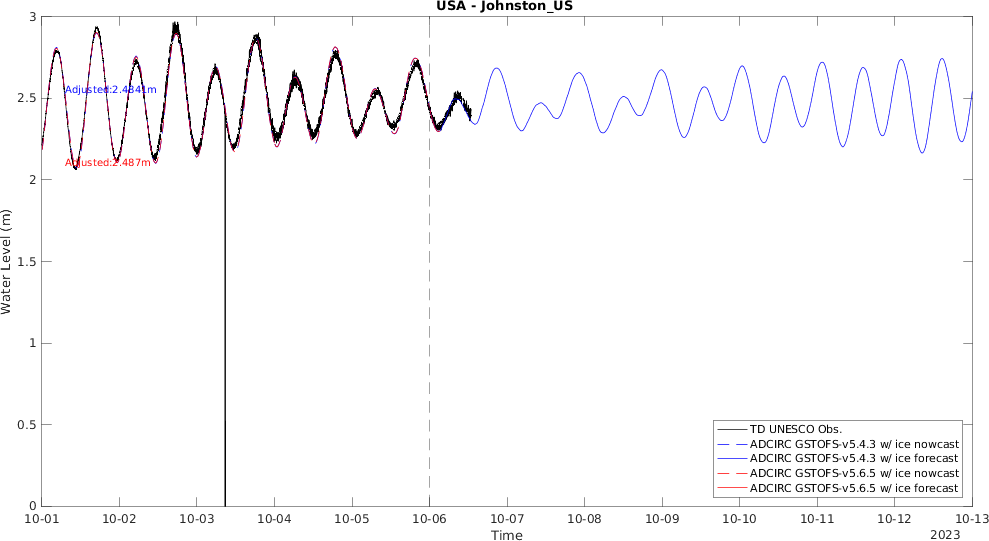 USA - Johnston_US
3
2.5
2
1.5
1
0.5
0
Water Level (m)
Adjusted:2.4341m
Adjusted:2.487m
TD UNESCO Obs.
ADCIRC GSTOFS-v5.4.3 w/ ice nowcast
ADCIRC GSTOFS-v5.4.3 w/ ice forecast
ADCIRC GSTOFS-v5.6.5 w/ ice nowcast
ADCIRC GSTOFS-v5.6.5 w/ ice forecast
10-01 10-02 10-03 10-04 10-05 10-06 10-07 10-08 10-09 10-10 10-11 10-12 10-13
Time
2023